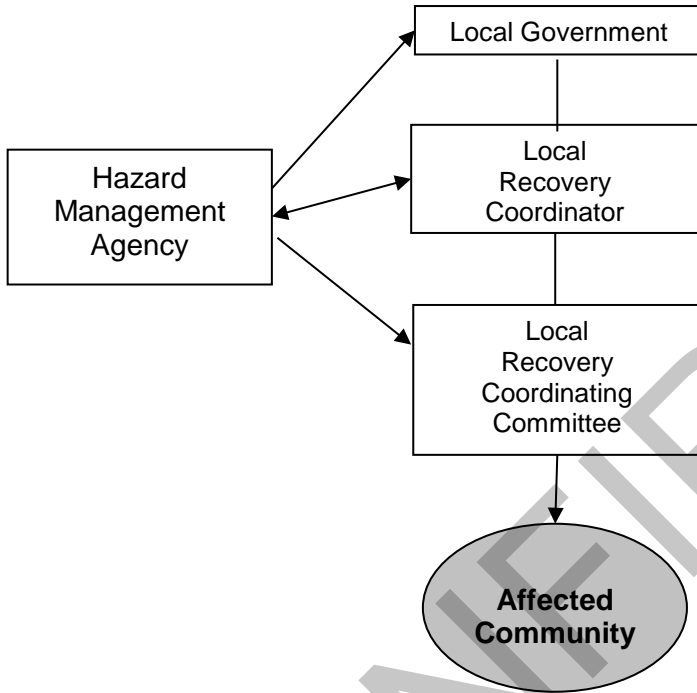 Local Government
Hazard
Management
Agency
Local
Recovery
Coordinator
Local
Recovery
Coordinating
Committee
Affected
Community